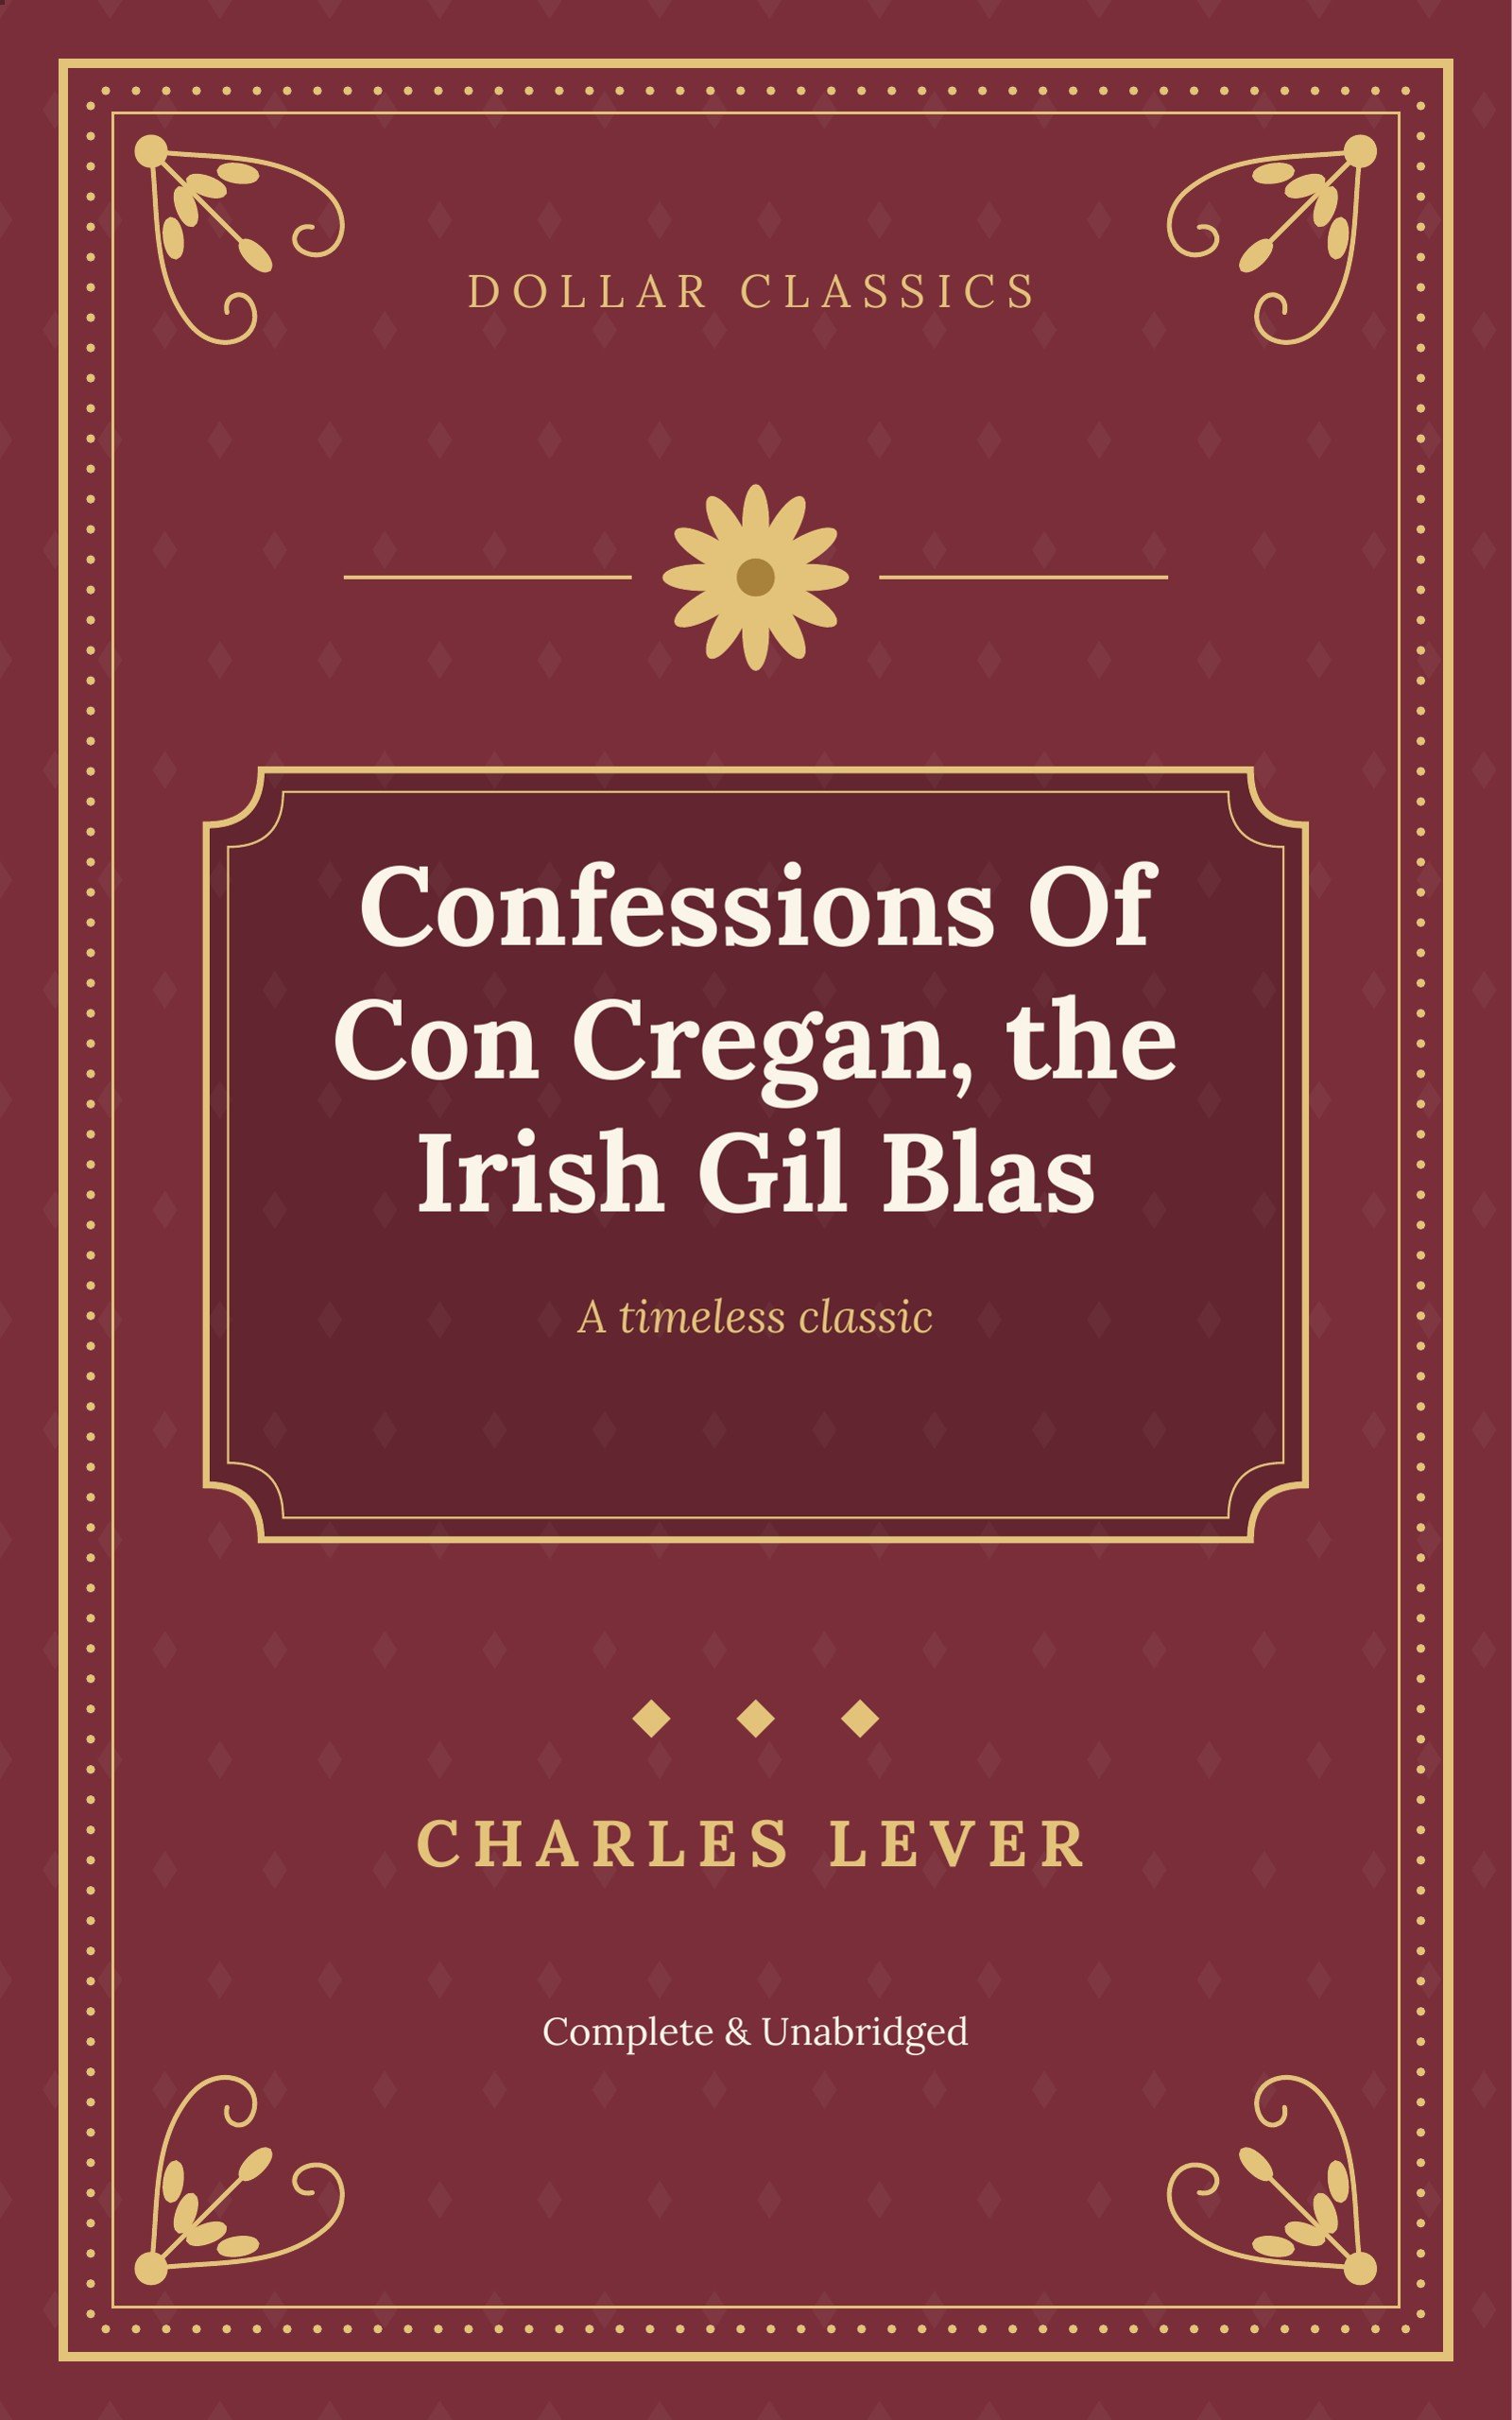 DOLLAR CLASSICS
Confessions Of
Con Cregan, the
Irish Gil Blas
A timeless classic
CHARLES LEVER
Complete & Unabridged